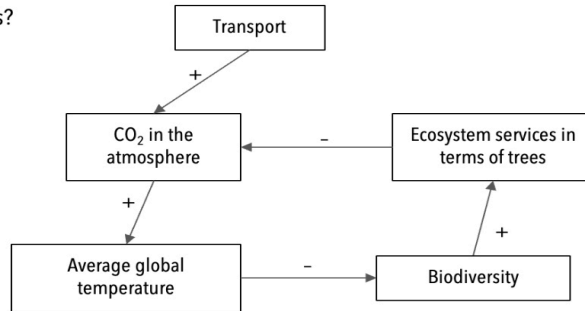 s?
Transport
+
CO₂ in the
atmosphere
–
Ecosystem services in
terms of trees
+
+
Average global
temperature
–
Biodiversity